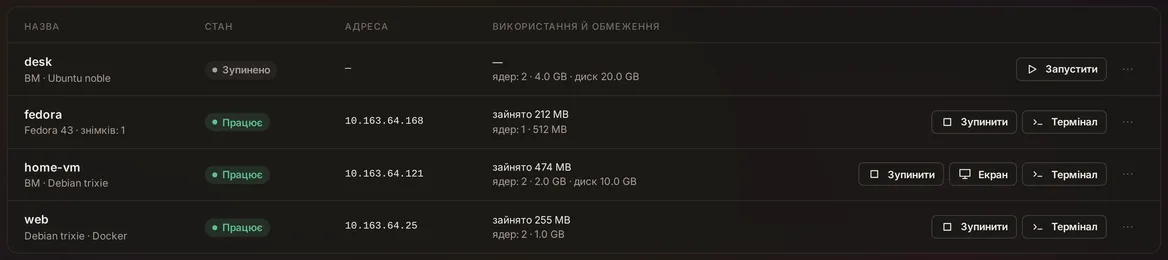 НАЗВА СТАН АДРЕСА ВИКОРИСТАННЯ Й ОБМЕЖЕННЯ
desk
ВМ · Ubuntu noble
Зупинено
—
—
ядер: 2 · 4.0 GB · диск 20.0 GB
Запустити
···
fedora
Fedora 43 · знімків: 1
Працює
10.163.64.168
зайнято 212 MB
ядер: 1 · 512 MB
Зупинити
Термінал
···
home-vm
ВМ · Debian trixie
Працює
10.163.64.121
зайнято 474 MB
ядер: 2 · 2.0 GB · диск 10.0 GB
Зупинити
Екран
Термінал
···
web
Debian trixie · Docker
Працює
10.163.64.25
зайнято 255 MB
ядер: 2 · 1.0 GB
Зупинити
Термінал
···